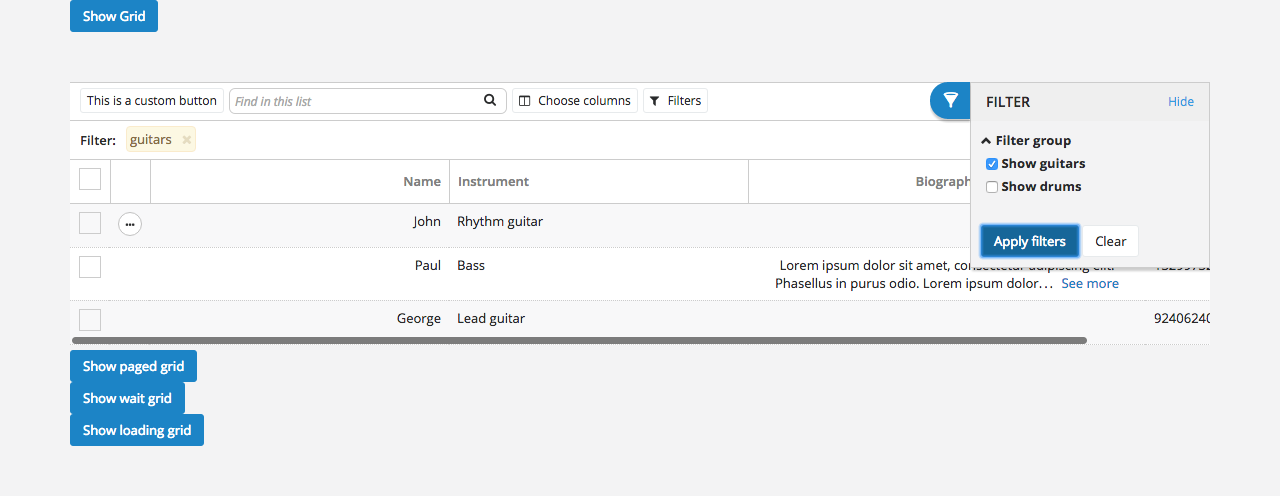 Show Grid
This is a custom button Find in this list Choose columns Filters
FILTER Hide
Filter: guitars
Filter group
Show guitars
Show drums
Apply filters Clear
Name Instrument
John Rhythm guitar
Paul Bass Lorem ipsum dolor sit amet, consectetur adipiscing elit.
Phasellus in purus odio. Lorem ipsum dolor... See more
George Lead guitar 92406240
Show paged grid
Show wait grid
Show loading grid